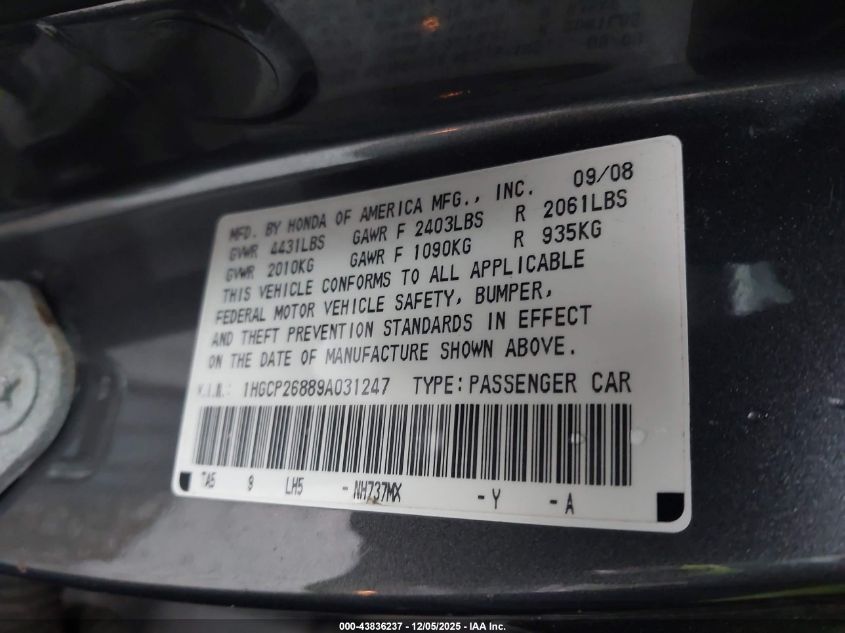 MFD. BY HONDA OF AMERICA MFG., INC. 09/08
GVWR 4431LBS GAWR F 2403LBS R 2061LBS
GVWR 2010KG GAWR F 1090KG R 935KG
THIS VEHICLE CONFORMS TO ALL APPLICABLE
FEDERAL MOTOR VEHICLE SAFETY, BUMPER,
AND THEFT PREVENTION STANDARDS IN EFFECT
ON THE DATE OF MANUFACTURE SHOWN ABOVE.
V.I.N.: 1HGCP26889A031247 TYPE:PASSENGER CAR
TA5 9 LH5 -NH737MX -Y -A
000-43836237 - 12/05/2025 - IAA Inc.